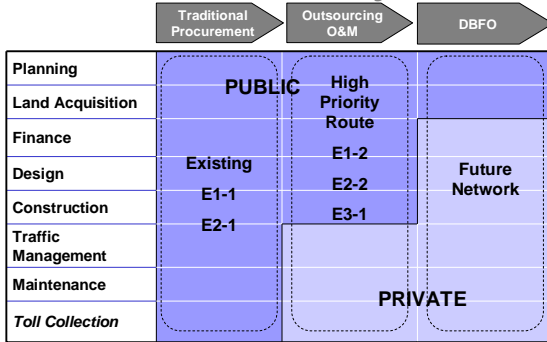 Traditional
Procurement
Outsourcing
O&M
DBFO
Planning
Land Acquisition
Finance
Design
Construction
Traffic
Management
Maintenance
Toll Collection
PUBLIC
Existing
E1-1
E2-1
High
Priority
Route
E1-2
E2-2
E3-1
Future
Network
PRIVATE